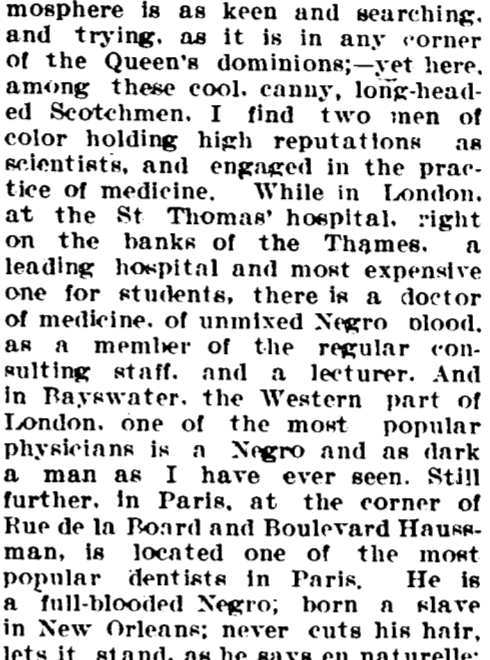 mosphere is as keen and searching,
and trying, as it is in any corner
of the Queen's dominions;—yet here,
among these cool, canny, long-head-
ed Scotchmen, I find two men of
color holding high reputations as
scientists, and engaged in the prac-
tice of medicine. While in London,
at the St Thomas' hospital, right
on the banks of the Thames, a
leading hospital and most expensive
one for students, there is a doctor
of medicine, of unmixed Negro blood,
as a member of the regular con-
sulting staff, and a lecturer. And
in Bayswater, the Western part of
London, one of the most popular
physicians is a Negro and as dark
a man as I have ever seen. Still
further, in Paris, at the corner of
Rue de la Board and Boulevard Hauss-
man, is located one of the most
popular dentists in Paris. He is
a full-blooded Negro; born a slave
in New Orleans; never cuts his hair,
lets it stand, as he says en naturelle;